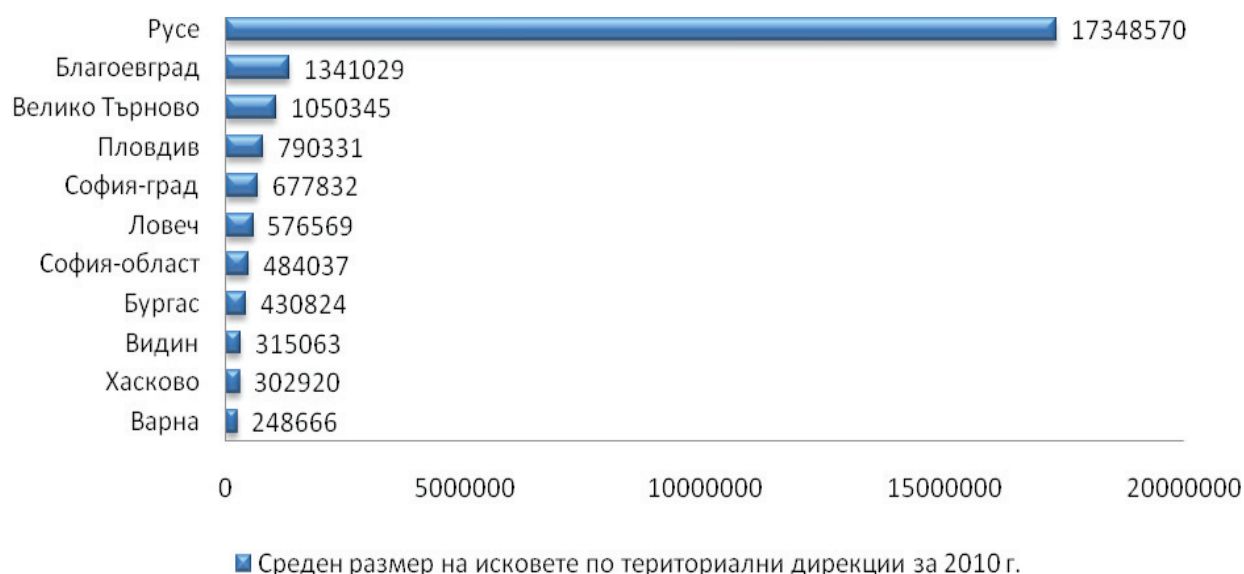 Русе 17348570
Благоевград 1341029
Велико Търново 1050345
Пловдив 790331
София-град 677832
Ловеч 576569
София-област 484037
Бургас 430824
Видин 315063
Хасково 302920
Варна 248666
0 5000000 10000000 15000000 20000000
Среден размер на исковете по териториални дирекции за 2010 г.